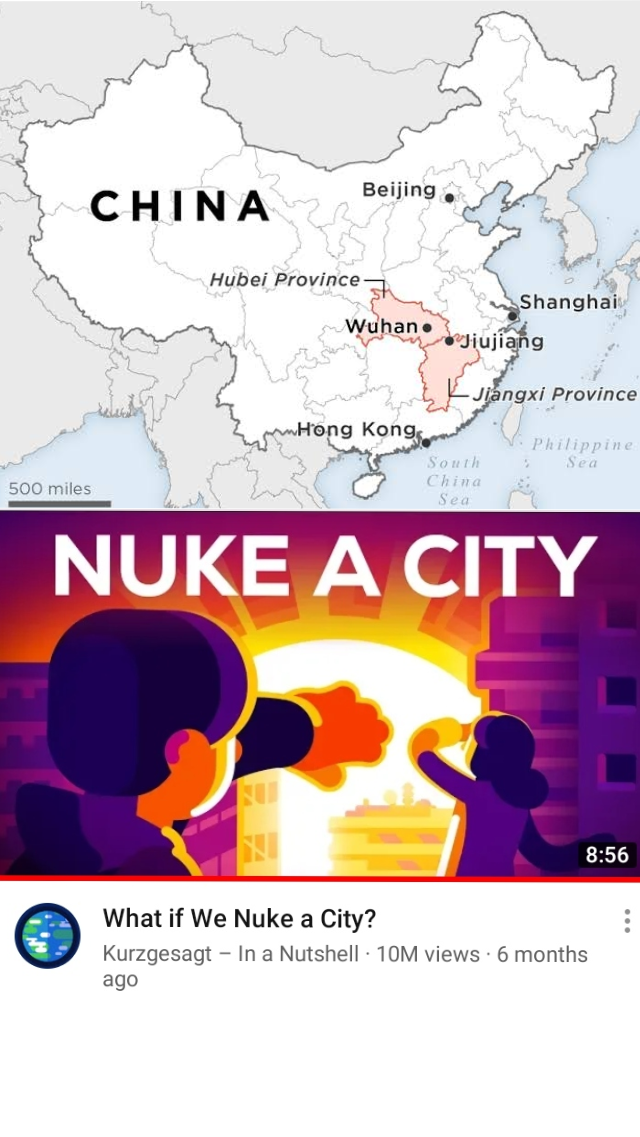 CHINA
Beijing
Hubei Province
Shanghai
Wuhan
Jiujiang
Jiangxi Province
Hong Kong
Philippine
Sea
South
China
Sea
500 miles
NUKE A CITY
8:56
What if We Nuke a City?
Kurzgesagt – In a Nutshell · 10M views · 6 months
ago